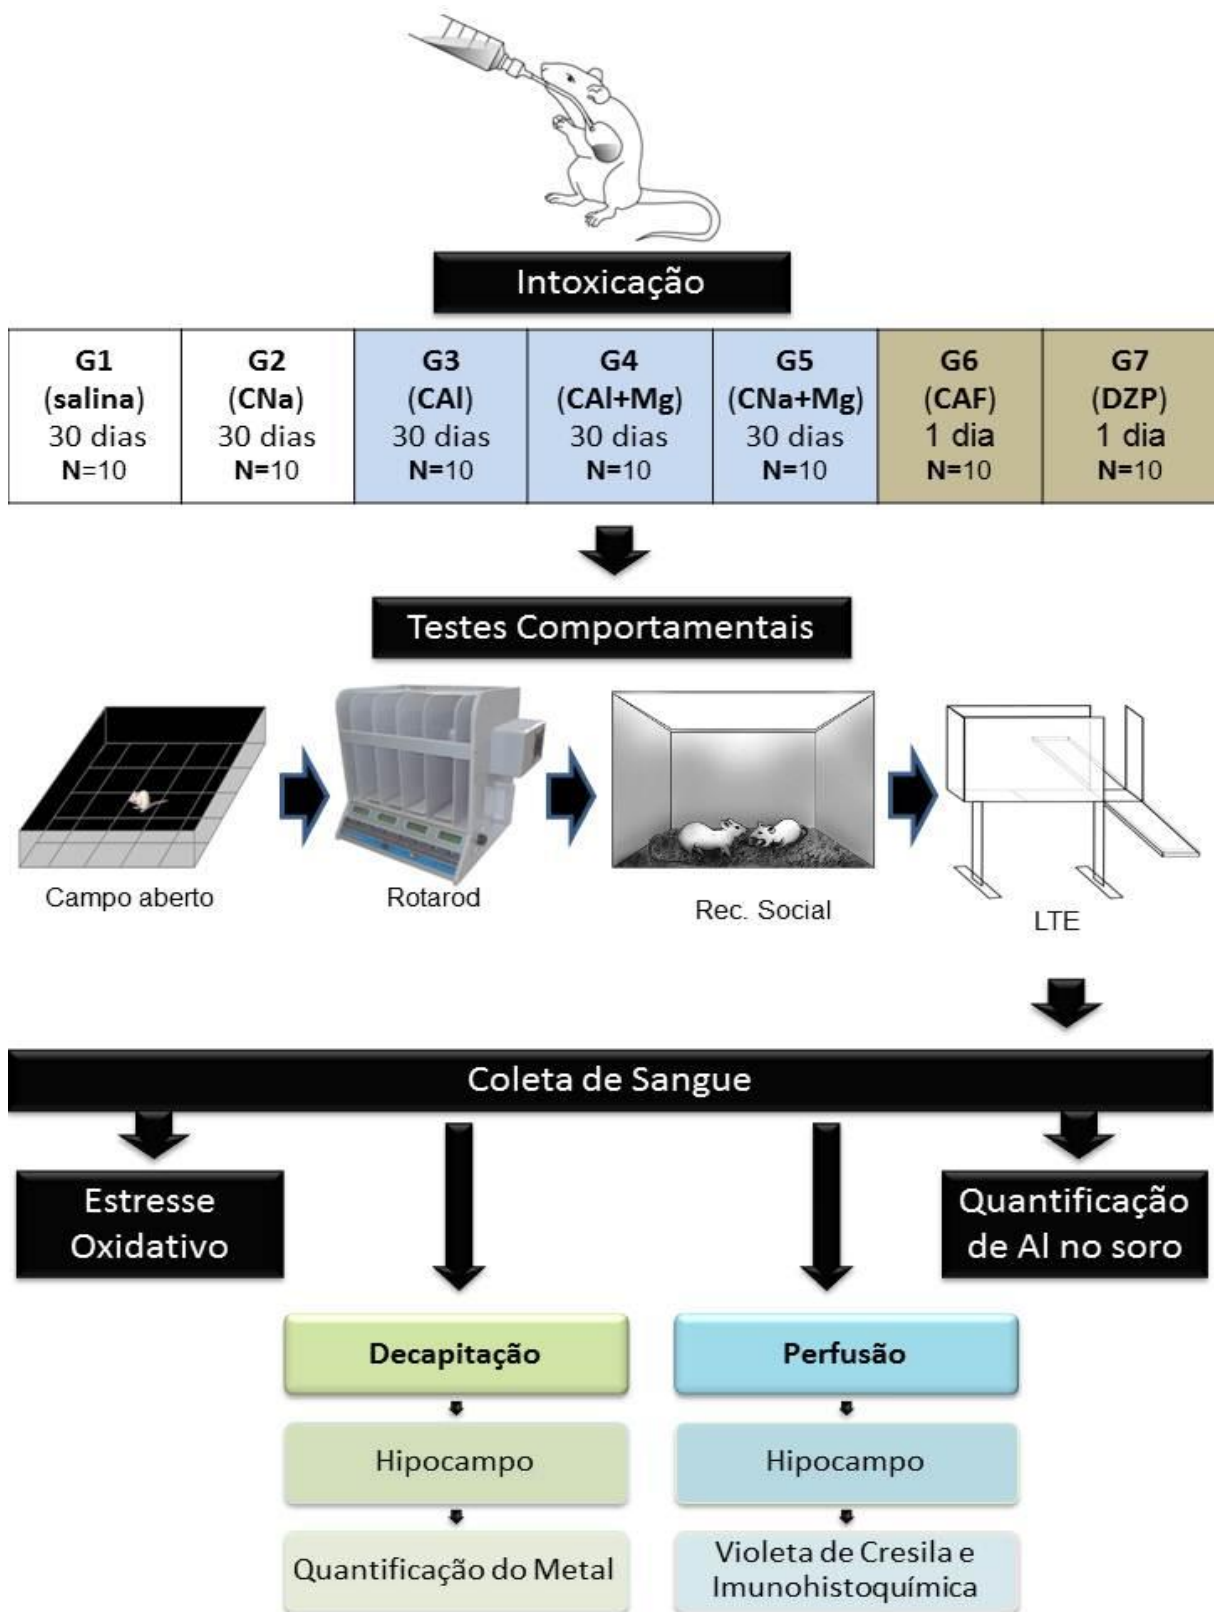 Intoxicação
G1
(salina)
30 dias
N=10
G2
(CNa)
30 dias
N=10
G3
(CAl)
30 dias
N=10
G4
(CAl+Mg)
30 dias
N=10
G5
(CNa+Mg)
30 dias
N=10
G6
(CAF)
1 dia
N=10
G7
(DZP)
1 dia
N=10
Testes Comportamentais
Campo aberto
Rotarod
Rec. Social
LTE
Coleta de Sangue
Estresse
Oxidativo
Quantificação
de Al no soro
Decapitação
Hipocampo
Quantificação do Metal
Perfusão
Hipocampo
Violeta de Cresila e
Imunohistoquímica